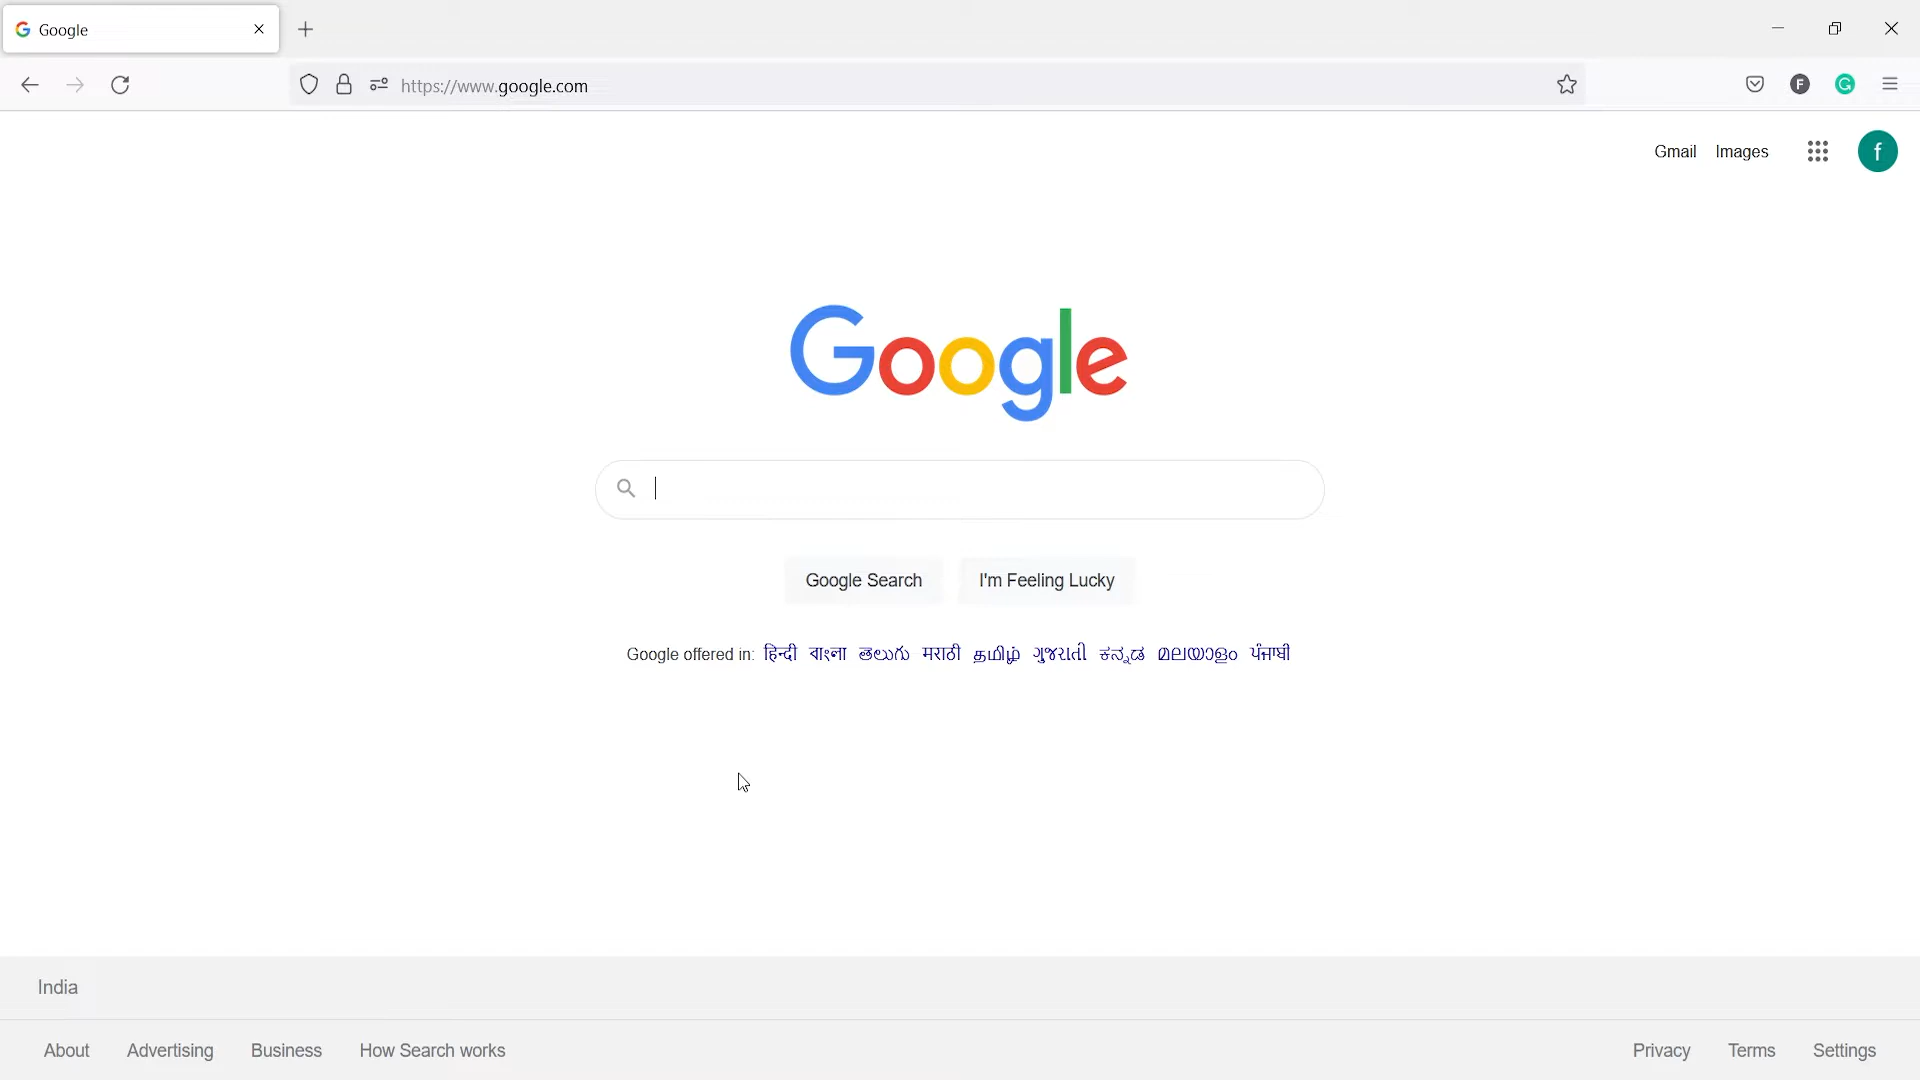 Google
https://www.google.com
F
G
Gmail Images
f
Google
Google Search I'm Feeling Lucky
Google offered in: हिन्दी বাংলা తెలుగు मराठी தமிழ் ગુજરાતી ಕನ್ನಡ മലയാളം ਪੰਜਾਬੀ
India
About Advertising Business How Search works Privacy Terms Settings